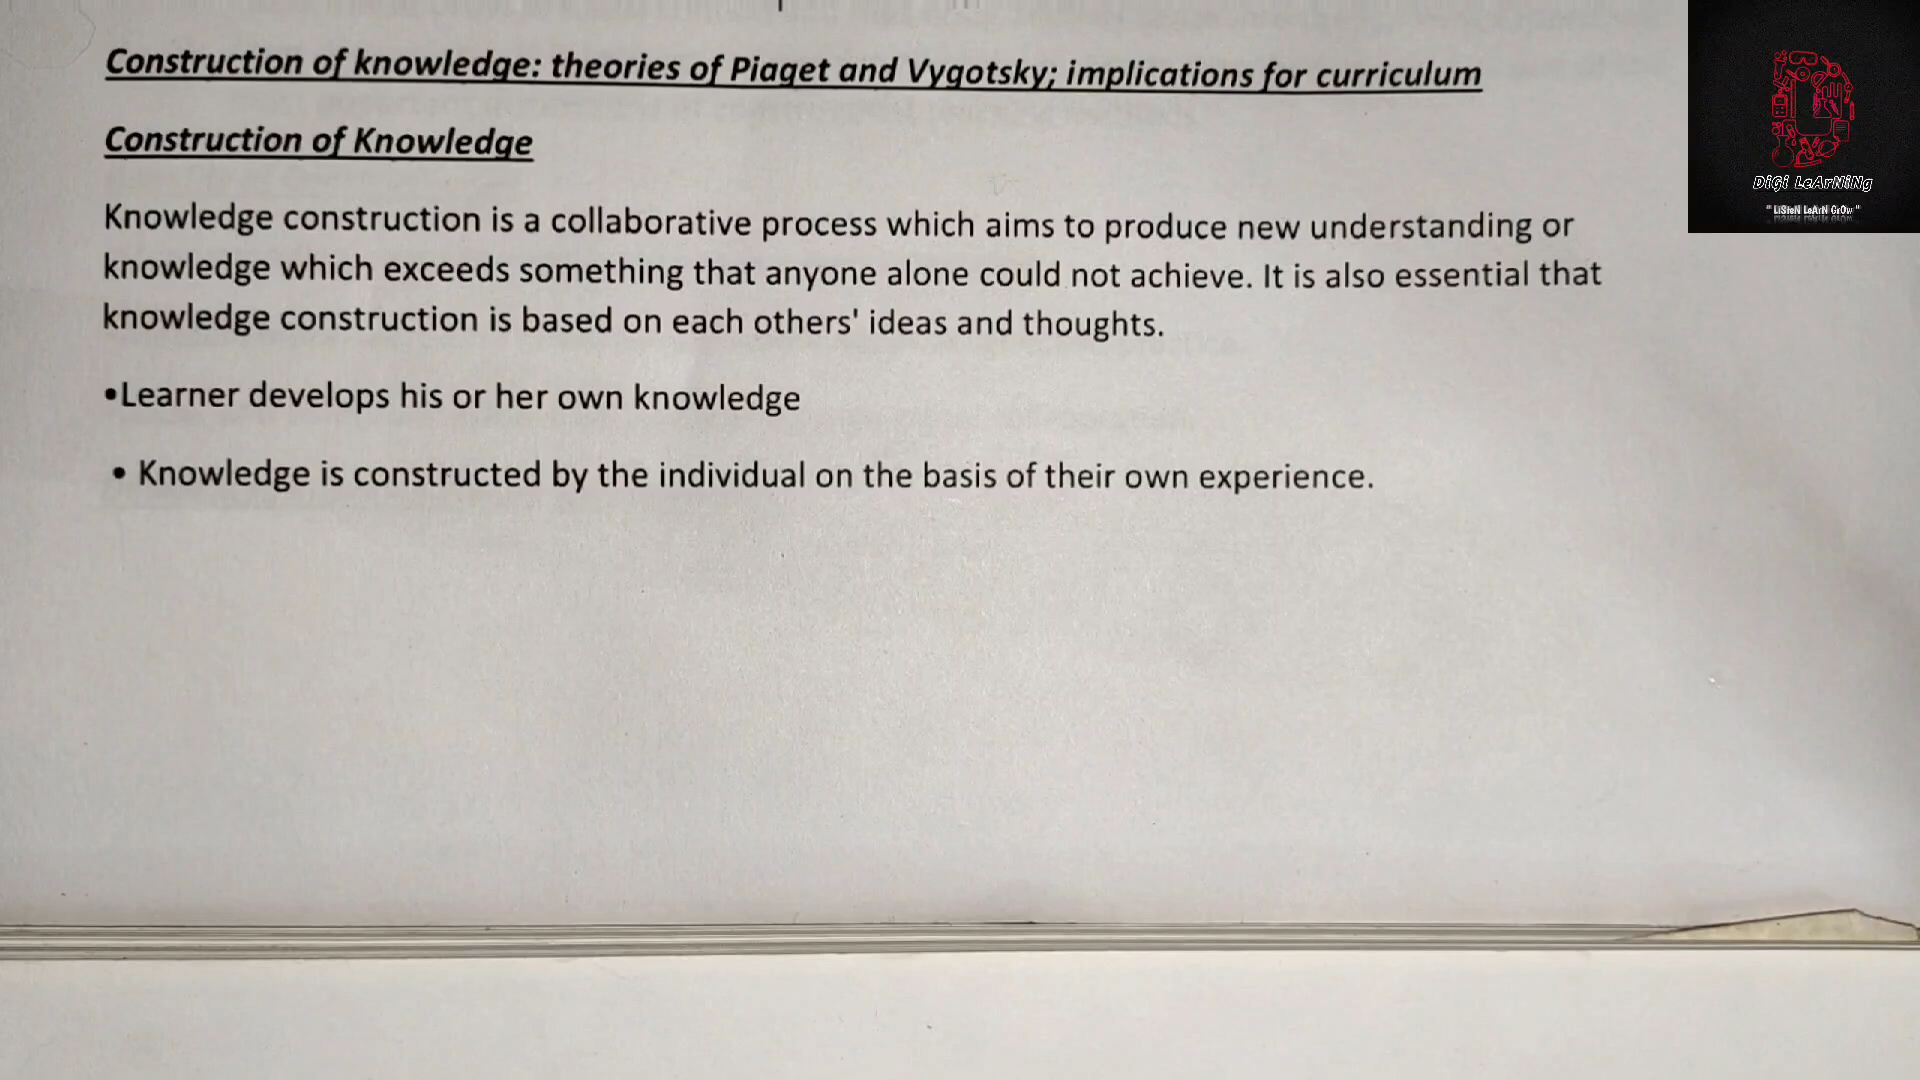 Construction of knowledge: theories of Piaget and Vygotsky; implications for curriculum
Construction of Knowledge
Knowledge construction is a collaborative process which aims to produce new understanding or
knowledge which exceeds something that anyone alone could not achieve. It is also essential that
knowledge construction is based on each others' ideas and thoughts.
•Learner develops his or her own knowledge
• Knowledge is constructed by the individual on the basis of their own experience.
DiGi LeArNiNg
" LiSteN LeArN GrOw "